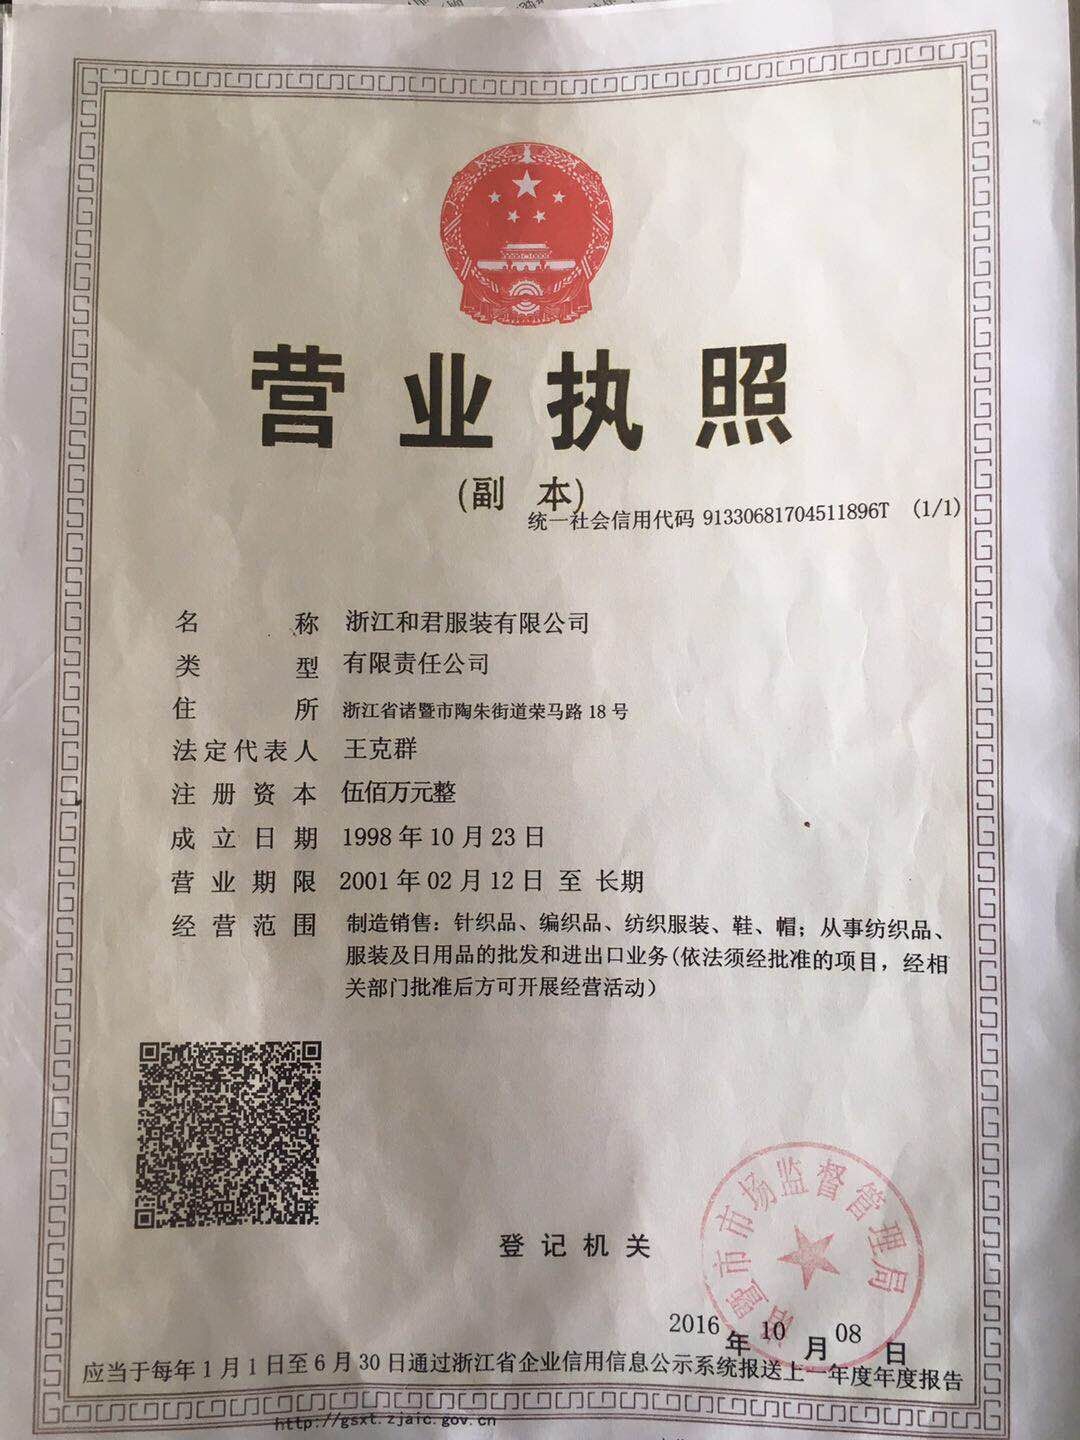 营业执照
(副 本)
统一社会信用代码 91330681704511896T (1/1)
名称 浙江和君服装有限公司
类型 有限责任公司
住所 浙江省诸暨市陶朱街道荣马路18号
法定代表人 王克群
注册资本 伍佰万元整
成立日期 1998年10月23日
营业期限 2001年02月12日 至 长期
经营范围 制造销售：针织品、编织品、纺织服装、鞋、帽；从事纺织品、
服装及日用品的批发和进出口业务(依法须经批准的项目，经相
关部门批准后方可开展经营活动)
登记机关
诸暨市市场监督管理局
2016年10月08日
应当于每年1月1日至6月30日通过浙江省企业信用信息公示系统报送上一年度年度报告
http://gsxt.zjaic.gov.cn